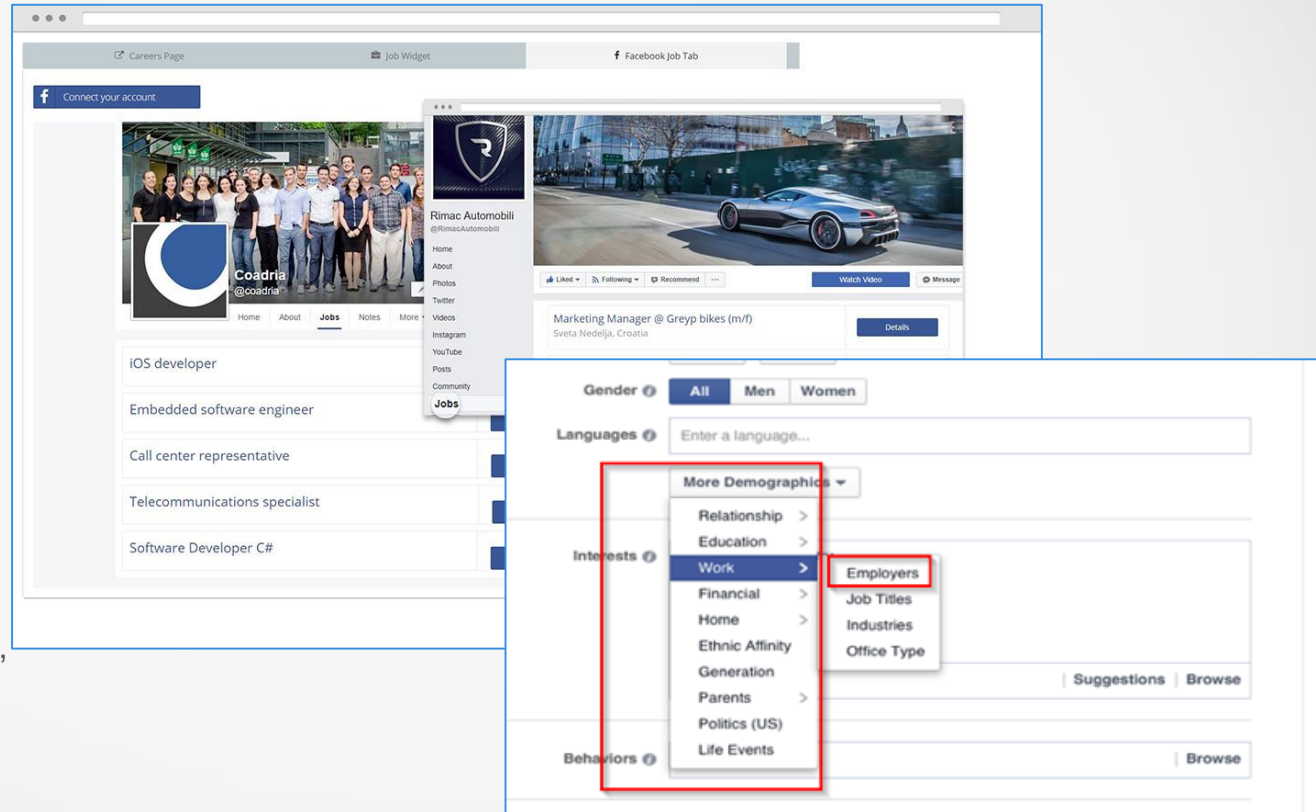 Careers Page
Job Widget
Facebook Job Tab
Connect your account
Coadria
@coadria
Home About Jobs Notes More
iOS developer
Embedded software engineer
Call center representative
Telecommunications specialist
Software Developer C#
Rimac Automobili
@RimacAutomobili
Home
About
Photos
Twitter
Videos
Instagram
YouTube
Posts
Community
Jobs
Liked Following Recommend ...
Watch Video
Message
Marketing Manager @ Greyp bikes (m/f)
Sveta Nedelja, Croatia
Details
Gender All Men Women
Languages Enter a language...
More Demographics
Relationship >
Education >
Interests
Work >
Financial >
Home >
Ethnic Affinity
Generation
Parents >
Politics (US)
Life Events
Employers
Job Titles
Industries
Office Type
Suggestions | Browse
Behaviors
Browse
,